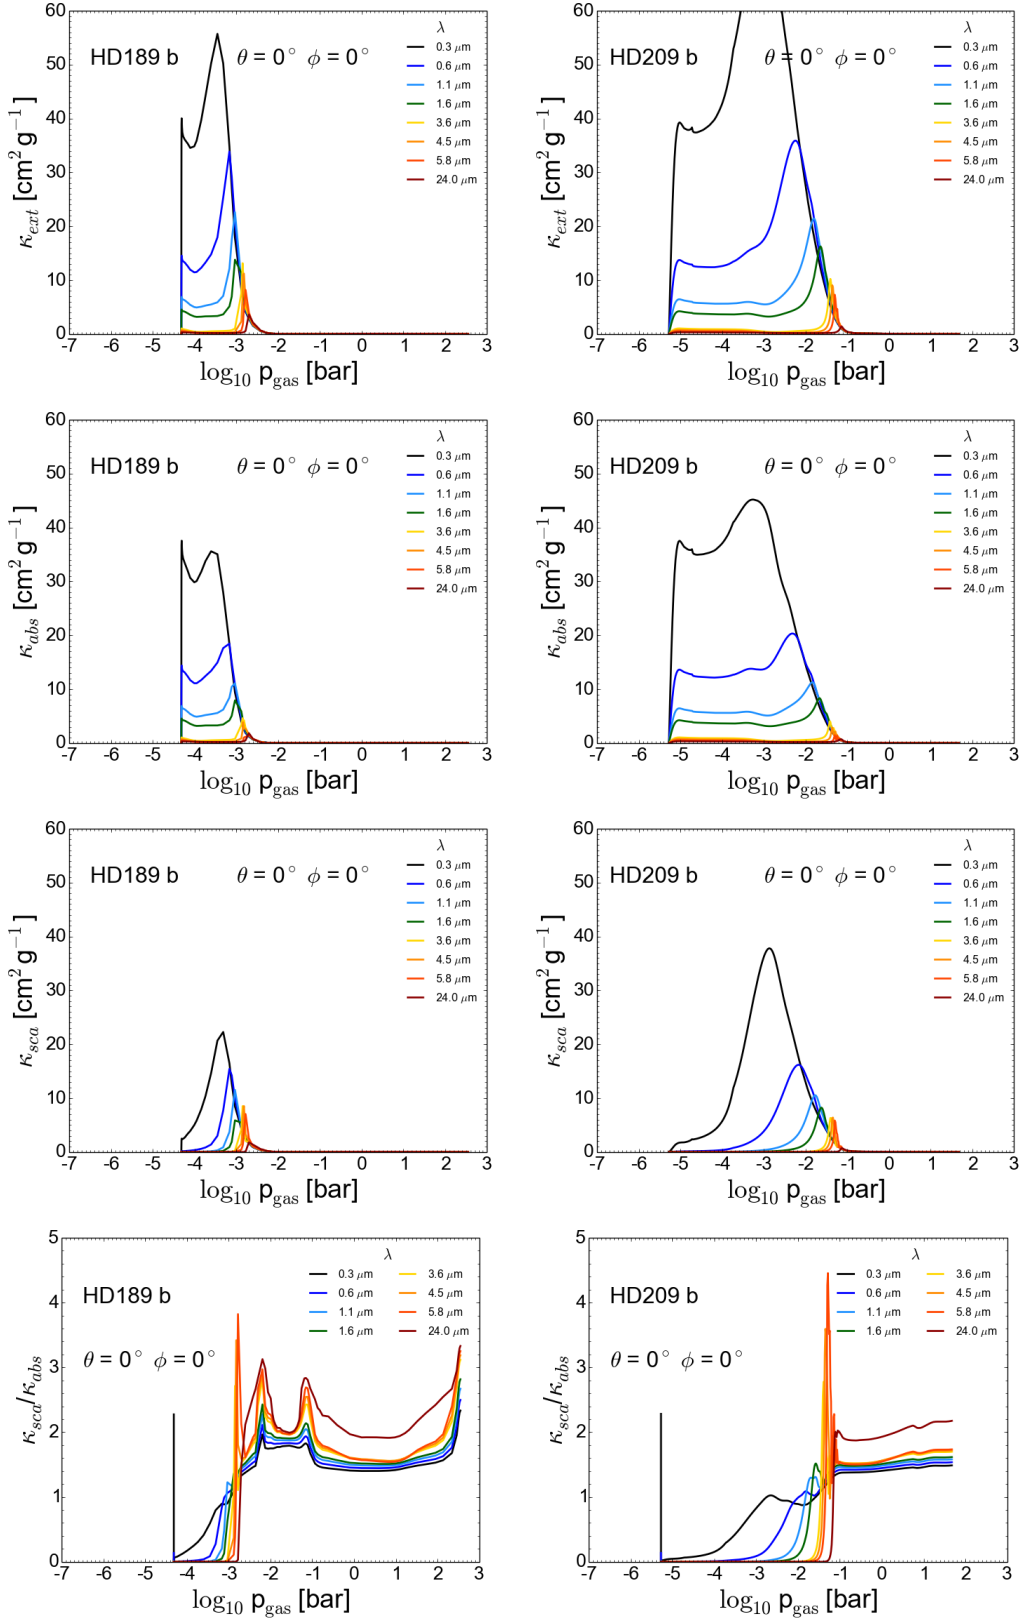 HD189 b θ = 0° ϕ = 0° λ
0.3 μm
0.6 μm
1.1 μm
1.6 μm
3.6 μm
4.5 μm
5.8 μm
24.0 μm
κext [cm² g⁻¹]
60
50
40
30
20
10
0
-7 -6 -5 -4 -3 -2 -1 0 1 2 3
log₁₀ pgas [bar]
HD209 b θ = 0° ϕ = 0° λ
0.3 μm
0.6 μm
1.1 μm
1.6 μm
3.6 μm
4.5 μm
5.8 μm
24.0 μm
κext [cm² g⁻¹]
60
50
40
30
20
10
0
-7 -6 -5 -4 -3 -2 -1 0 1 2 3
log₁₀ pgas [bar]
HD189 b θ = 0° ϕ = 0° λ
0.3 μm
0.6 μm
1.1 μm
1.6 μm
3.6 μm
4.5 μm
5.8 μm
24.0 μm
κabs [cm² g⁻¹]
60
50
40
30
20
10
0
-7 -6 -5 -4 -3 -2 -1 0 1 2 3
log₁₀ pgas [bar]
HD209 b θ = 0° ϕ = 0° λ
0.3 μm
0.6 μm
1.1 μm
1.6 μm
3.6 μm
4.5 μm
5.8 μm
24.0 μm
κabs [cm² g⁻¹]
60
50
40
30
20
10
0
-7 -6 -5 -4 -3 -2 -1 0 1 2 3
log₁₀ pgas [bar]
HD189 b θ = 0° ϕ = 0° λ
0.3 μm
0.6 μm
1.1 μm
1.6 μm
3.6 μm
4.5 μm
5.8 μm
24.0 μm
κsca [cm² g⁻¹]
60
50
40
30
20
10
0
-7 -6 -5 -4 -3 -2 -1 0 1 2 3
log₁₀ pgas [bar]
HD209 b θ = 0° ϕ = 0° λ
0.3 μm
0.6 μm
1.1 μm
1.6 μm
3.6 μm
4.5 μm
5.8 μm
24.0 μm
κsca [cm² g⁻¹]
60
50
40
30
20
10
0
-7 -6 -5 -4 -3 -2 -1 0 1 2 3
log₁₀ pgas [bar]
λ
0.3 μm 3.6 μm
0.6 μm 4.5 μm
1.1 μm 5.8 μm
1.6 μm 24.0 μm
HD189 b
θ = 0° ϕ = 0°
κsca/κabs
5
4
3
2
1
0
-7 -6 -5 -4 -3 -2 -1 0 1 2 3
log₁₀ pgas [bar]
λ
0.3 μm 3.6 μm
0.6 μm 4.5 μm
1.1 μm 5.8 μm
1.6 μm 24.0 μm
HD209 b
θ = 0° ϕ = 0°
κsca/κabs
5
4
3
2
1
0
-7 -6 -5 -4 -3 -2 -1 0 1 2 3
log₁₀ pgas [bar]